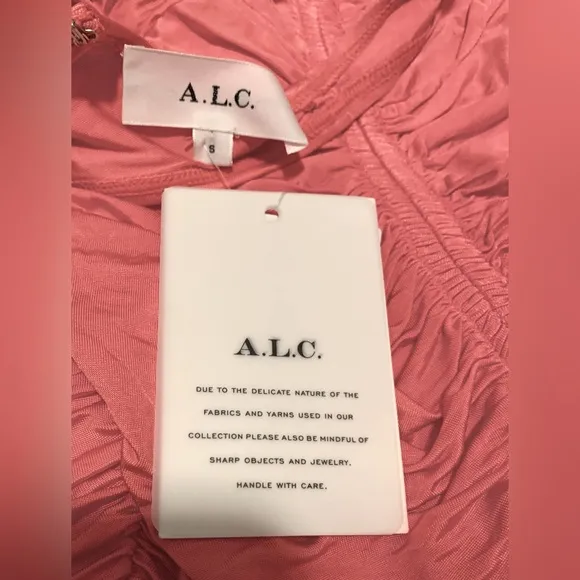 A.L.C.
S
A.L.C.
DUE TO THE DELICATE NATURE OF THE
FABRICS AND YARNS USED IN OUR
COLLECTION PLEASE ALSO BE MINDFUL OF
SHARP OBJECTS AND JEWELRY.
HANDLE WITH CARE.